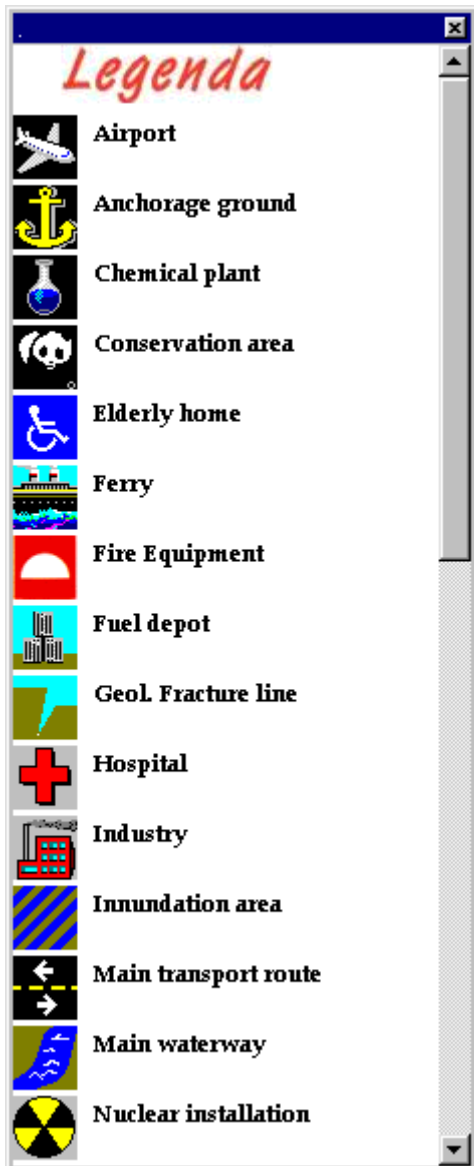 Legenda
Airport
Anchorage ground
Chemical plant
Conservation area
Elderly home
Ferry
Fire Equipment
Fuel depot
Geol. Fracture line
Hospital
Industry
Innundation area
Main transport route
Main waterway
Nuclear installation